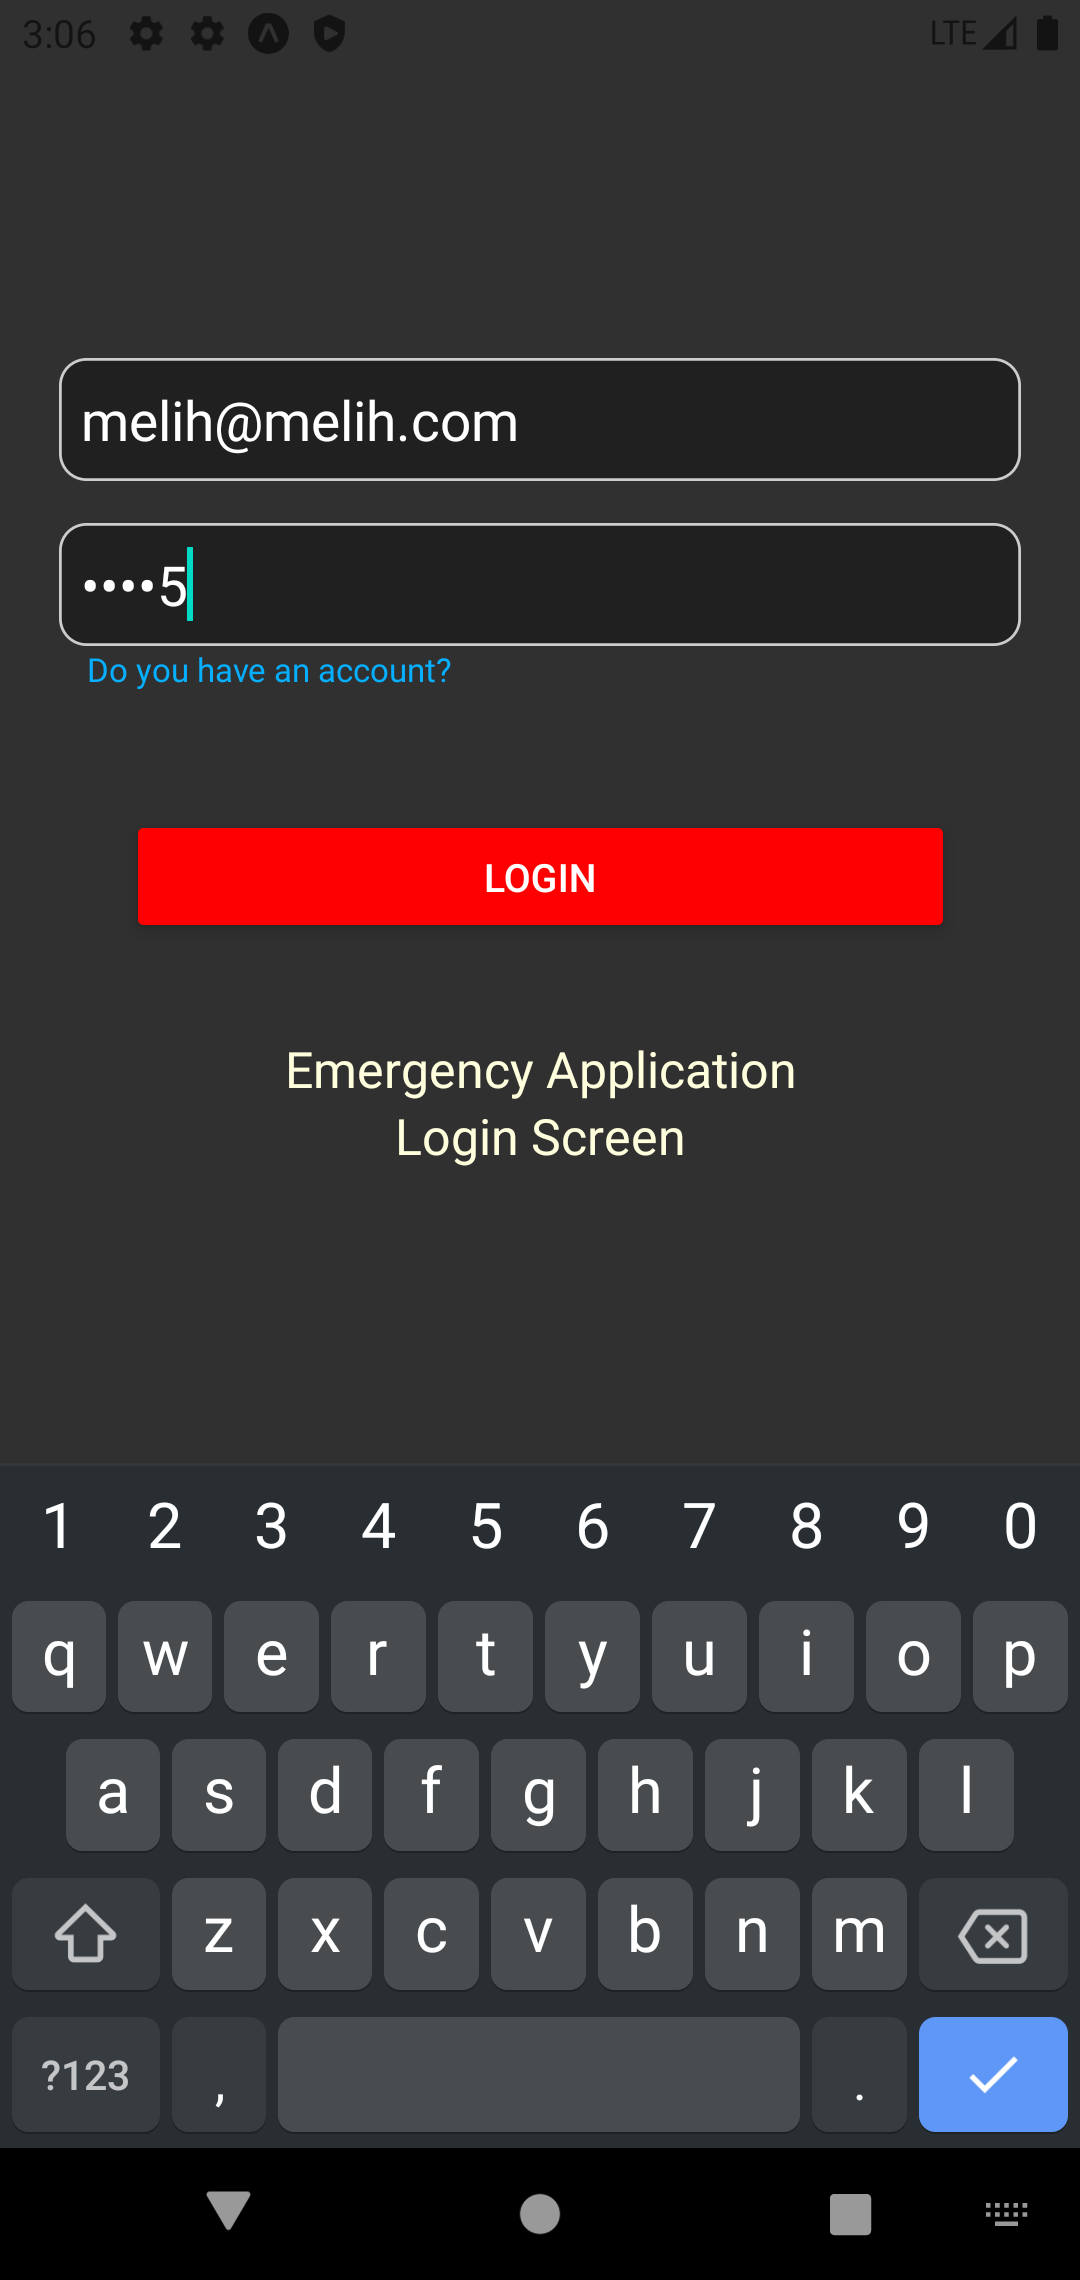 3:06 LTE
melih@melih.com
••••5
Do you have an account?
LOGIN
Emergency Application
Login Screen
1 2 3 4 5 6 7 8 9 0
q w e r t y u i o p
a s d f g h j k l
z x c v b n m
?123 , .